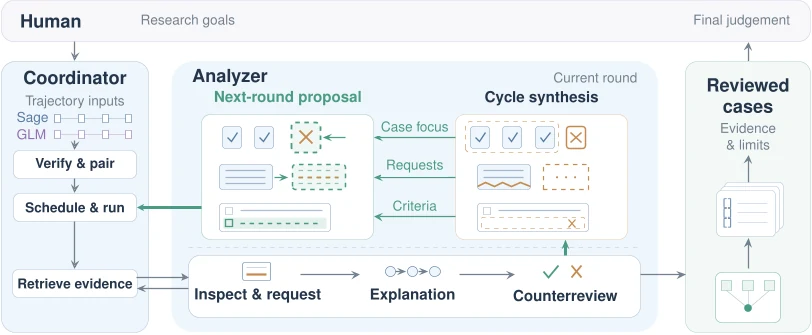 Human
Research goals
Final judgement
Coordinator
Trajectory inputs
Sage
GLM
Verify & pair
Schedule & run
Retrieve evidence
Analyzer
Current round
Next-round proposal
Cycle synthesis
Case focus
Requests
Criteria
Inspect & request
Explanation
Counterreview
Reviewed
cases
Evidence
& limits